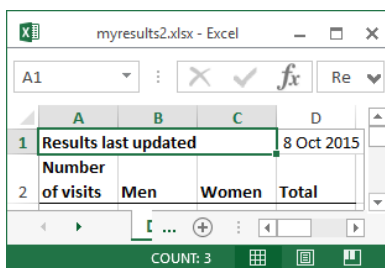 myresults2.xlsx - Excel
A1 fx Re
A B C D
1 Results last updated 8 Oct 2015
Number
2 of visits Men Women Total
...
COUNT: 3